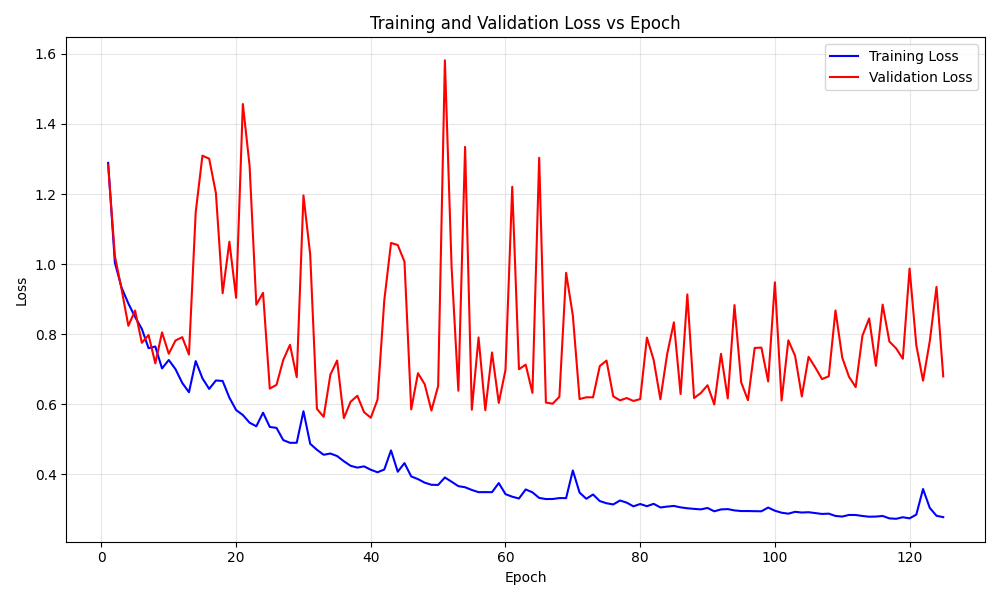 Training and Validation Loss vs Epoch
Training Loss
Validation Loss
1.6
1.4
1.2
1.0
0.8
0.6
0.4
Loss
0 20 40 60 80 100 120
Epoch